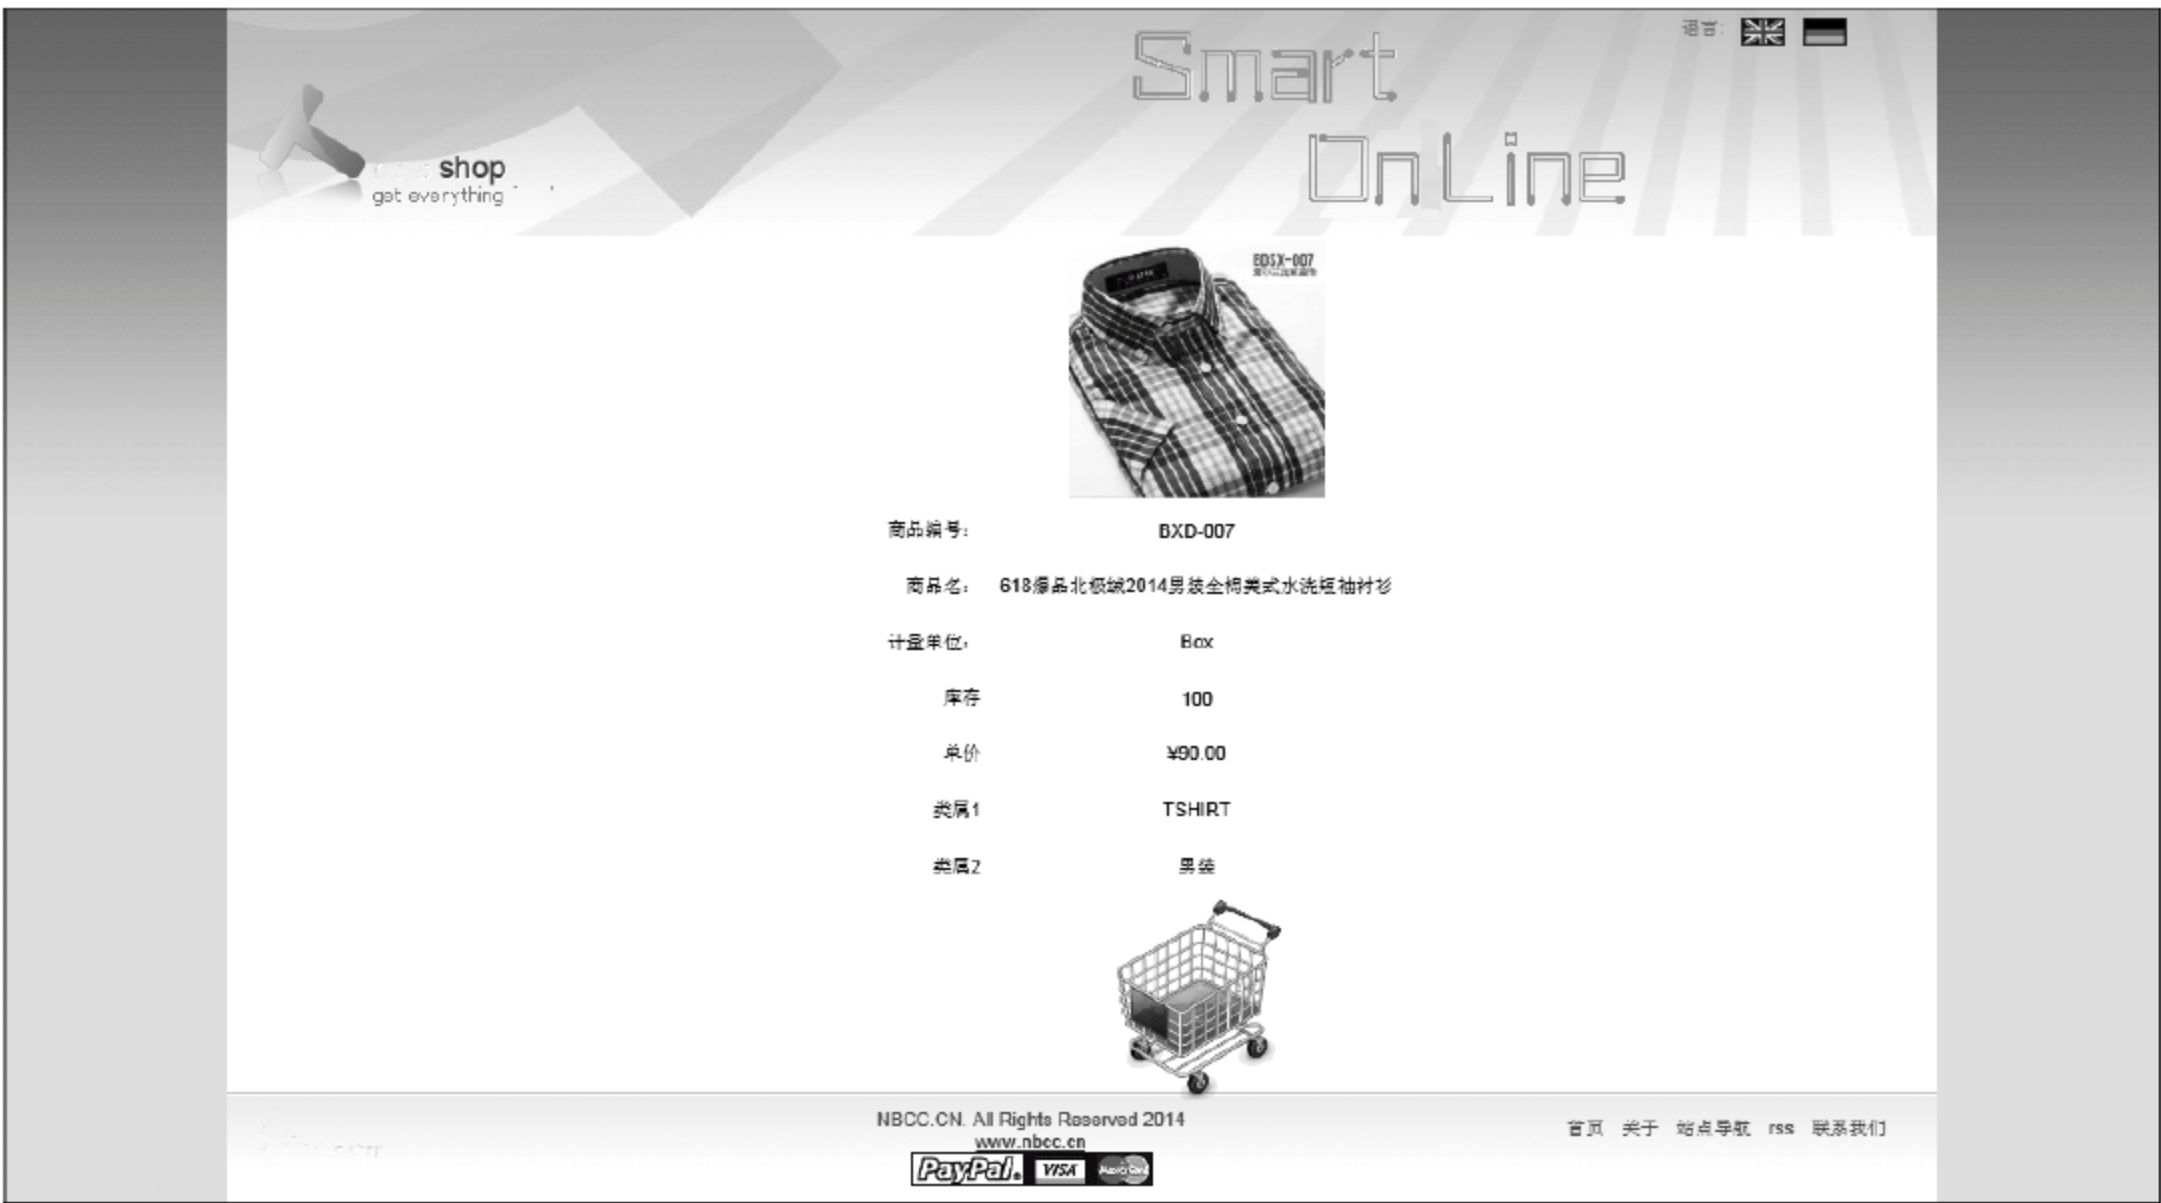 语言:
Smart
OnLine
shop
get everything
EDSX-007
商品编号: BXD-007
商品名: 618爆品北极绒2014男装全棉美式水洗短袖衬衫
计量单位: Box
库存 100
单价 ¥90.00
类属1 TSHIRT
类属2 男装
NBCC.CN. All Rights Reserved 2014
www.nbcc.cn
PayPal VISA MasterCard
首页 关于 站点导航 rss 联系我们